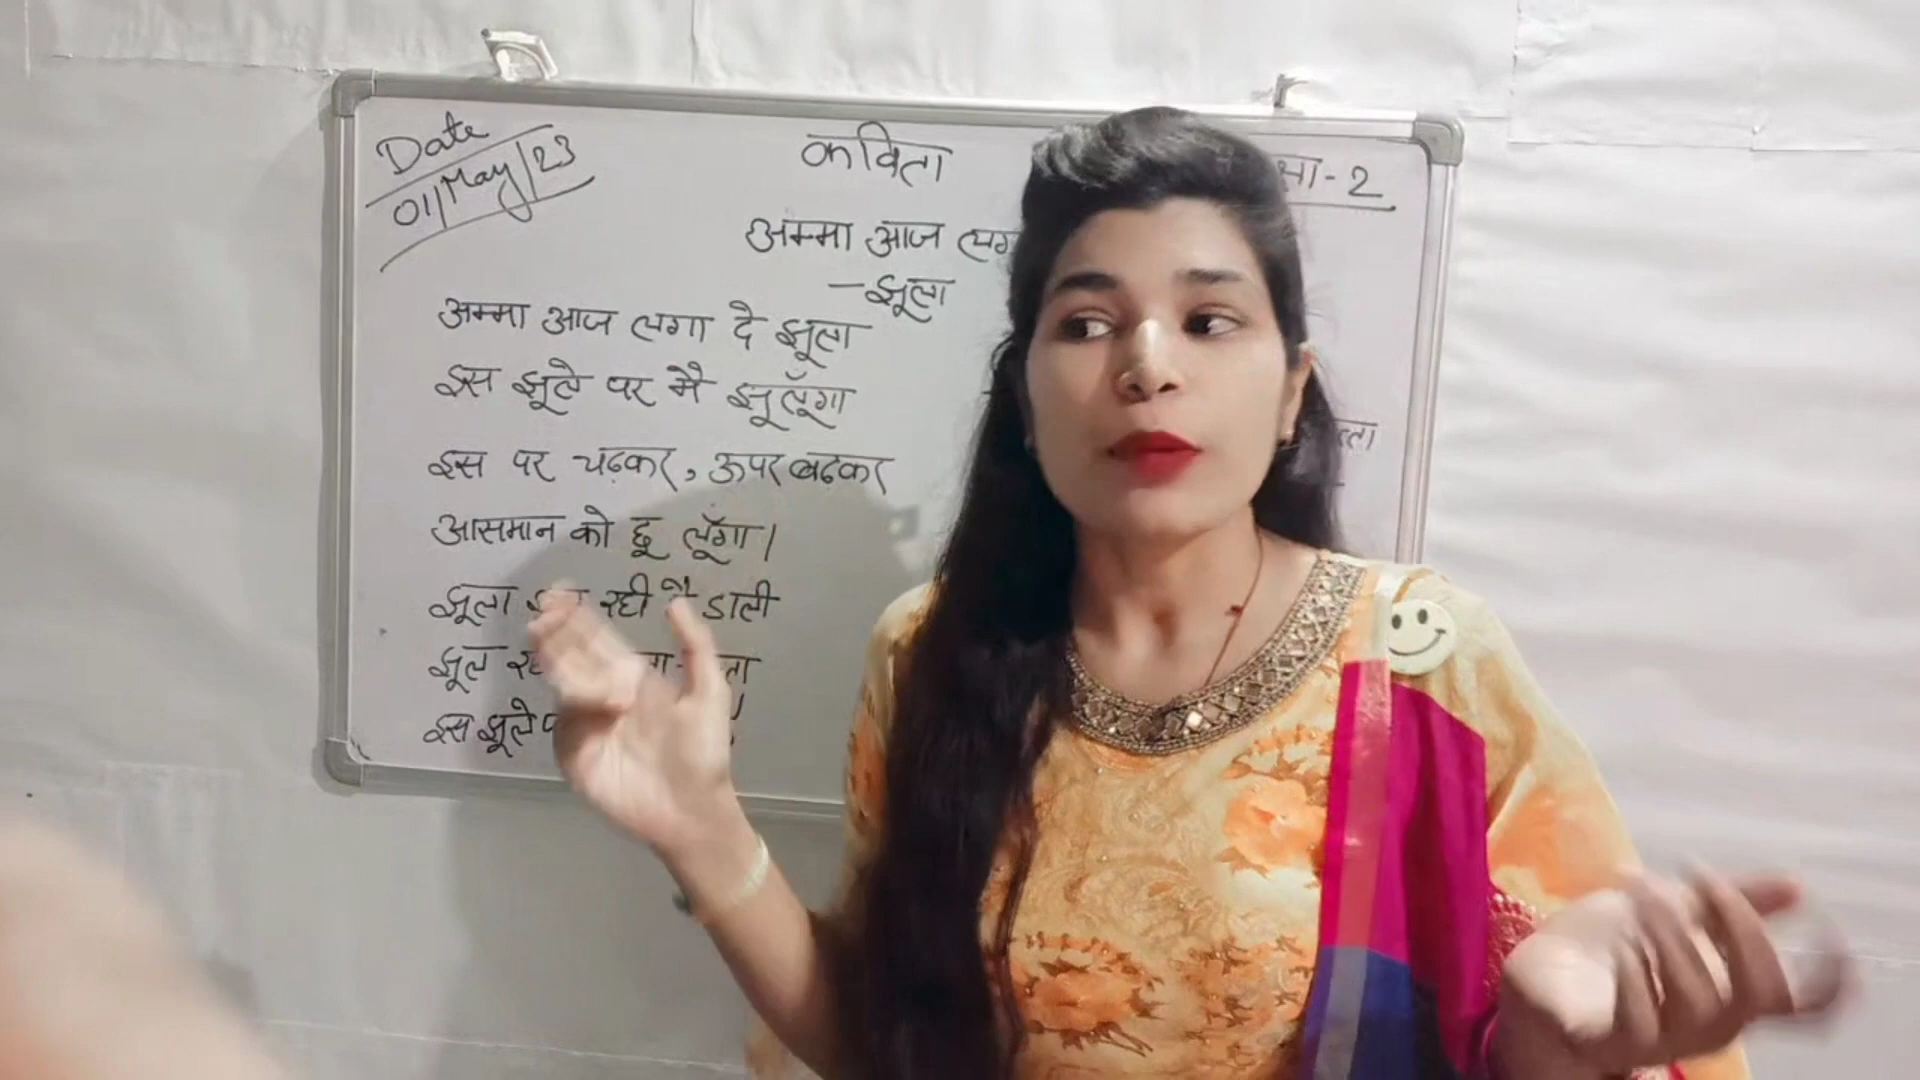 Date
01/May/23
कविता
-2
अम्मा आज
-झूला
अम्मा आज लगा दे झूला
इस झूले पर मै झूलूँगा
इस पर चढ़कर, ऊपर बढ़कर
आसमान को छू लूँगा।
झूला रही है डाली
झूल
इस झूले